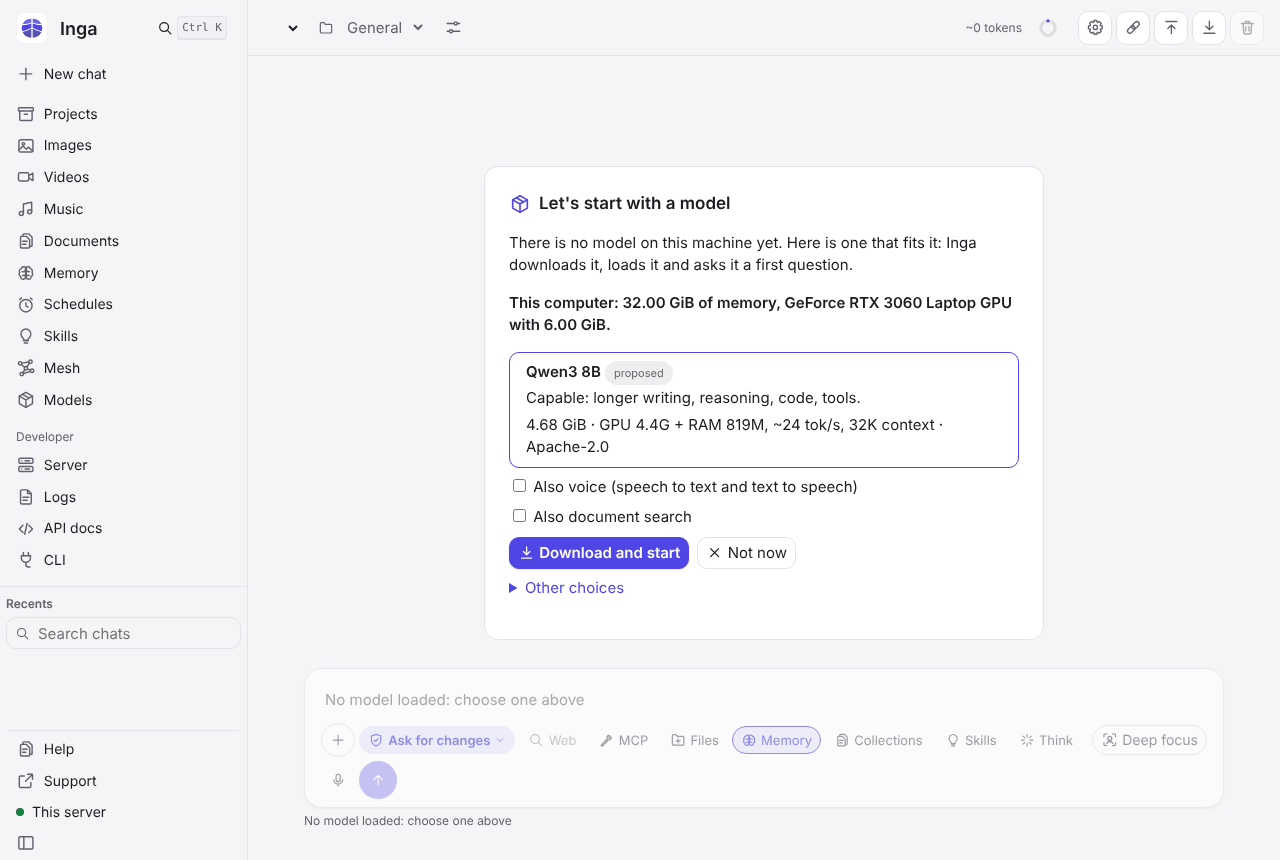 Inga
Ctrl K
New chat
Projects
Images
Videos
Music
Documents
Memory
Schedules
Skills
Mesh
Models
Developer
Server
Logs
API docs
CLI
Recents
Search chats
Help
Support
This server
General
~0 tokens
Let's start with a model
There is no model on this machine yet. Here is one that fits it: Inga
downloads it, loads it and asks it a first question.
This computer: 32.00 GiB of memory, GeForce RTX 3060 Laptop GPU
with 6.00 GiB.
Qwen3 8B proposed
Capable: longer writing, reasoning, code, tools.
4.68 GiB · GPU 4.4G + RAM 819M, ~24 tok/s, 32K context ·
Apache-2.0
Also voice (speech to text and text to speech)
Also document search
Download and start Not now
Other choices
No model loaded: choose one above
Ask for changes Web MCP Files Memory Collections Skills Think Deep focus
No model loaded: choose one above